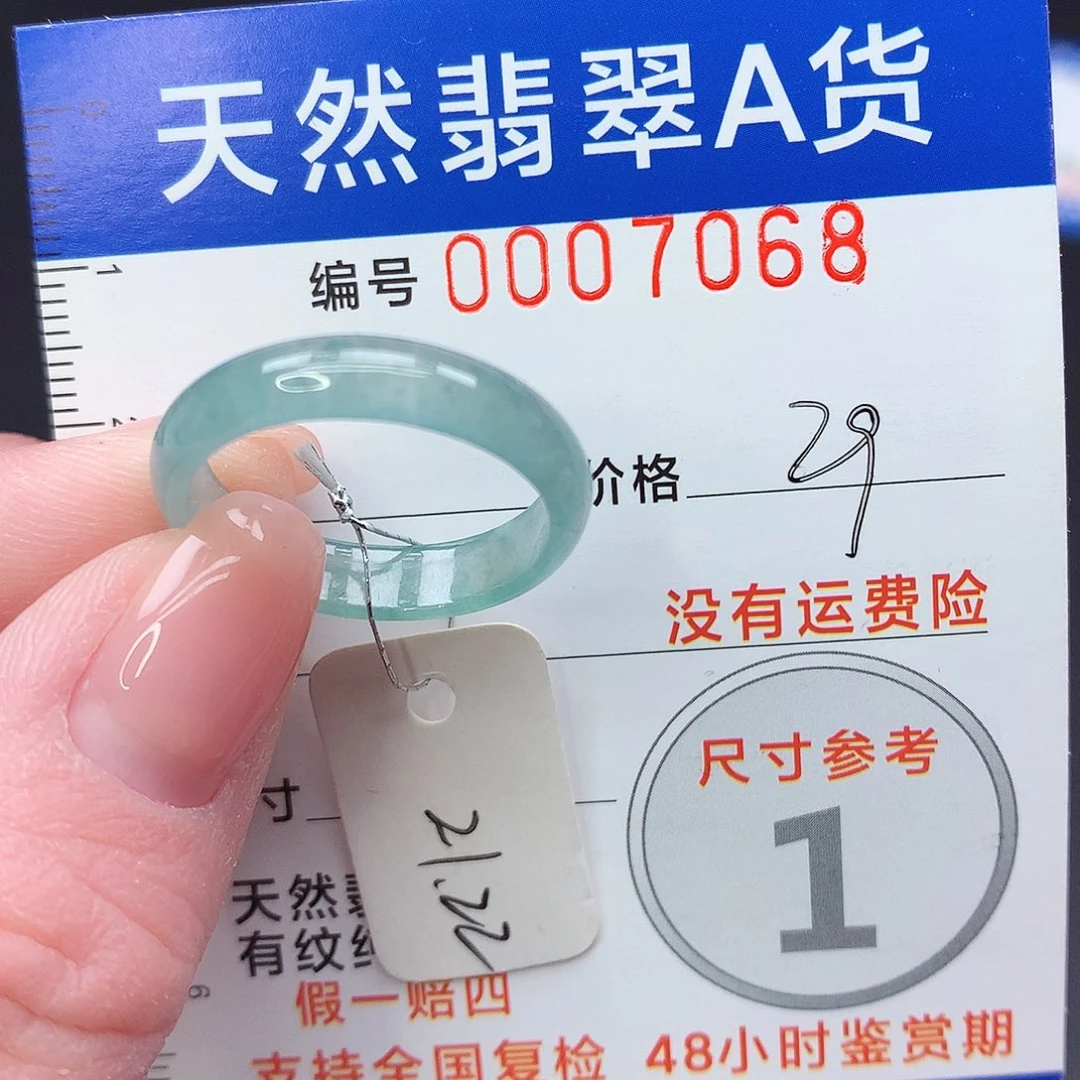 天然翡翠A货
编号 0007068
价格 29
没有运费险
尺寸参考
1
寸
21.22
天然翡
有纹
假一赔四
支持全国复检 48小时鉴赏期